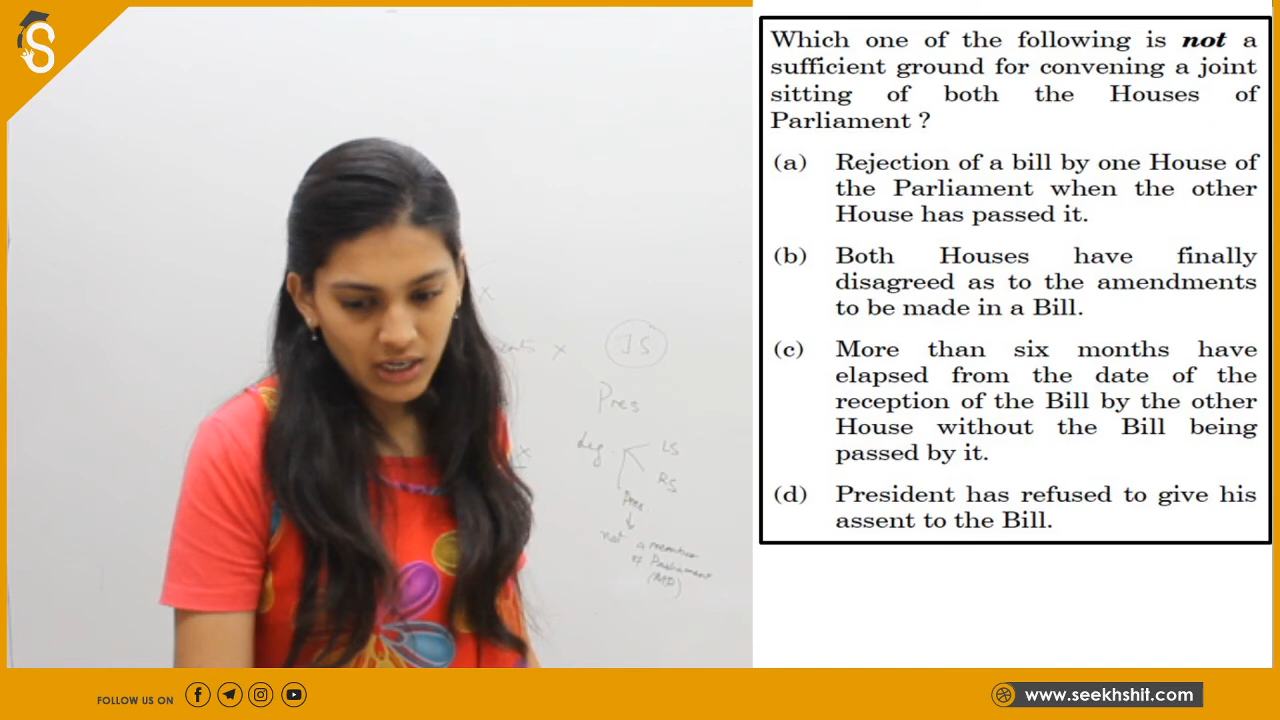 Which one of the following is not a
sufficient ground for convening a joint
sitting of both the Houses of
Parliament ?
(a) Rejection of a bill by one House of
the Parliament when the other
House has passed it.
(b) Both Houses have finally
disagreed as to the amendments
to be made in a Bill.
(c) More than six months have
elapsed from the date of the
reception of the Bill by the other
House without the Bill being
passed by it.
(d) President has refused to give his
assent to the Bill.
JS
Pres
leg. LS
RS
Pres
not a member
of Parliament
(MP)
FOLLOW US ON
www.seekhshit.com